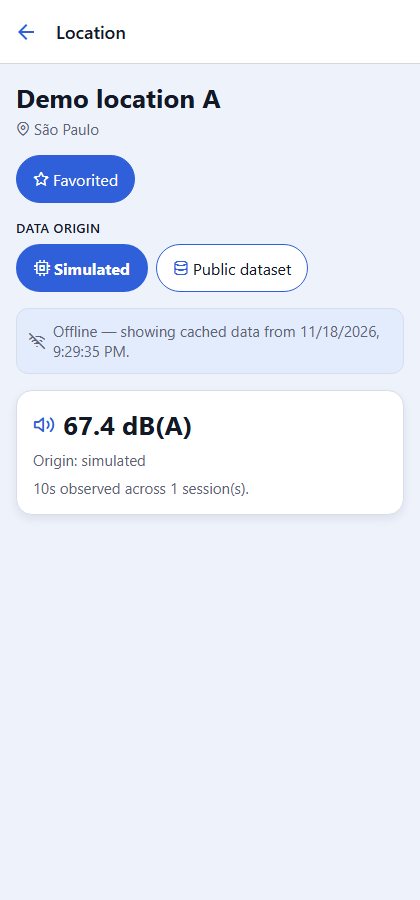 Location
Demo location A
São Paulo
Favorited
DATA ORIGIN
Simulated
Public dataset
Offline — showing cached data from 11/18/2026,
9:29:35 PM.
67.4 dB(A)
Origin: simulated
10s observed across 1 session(s).